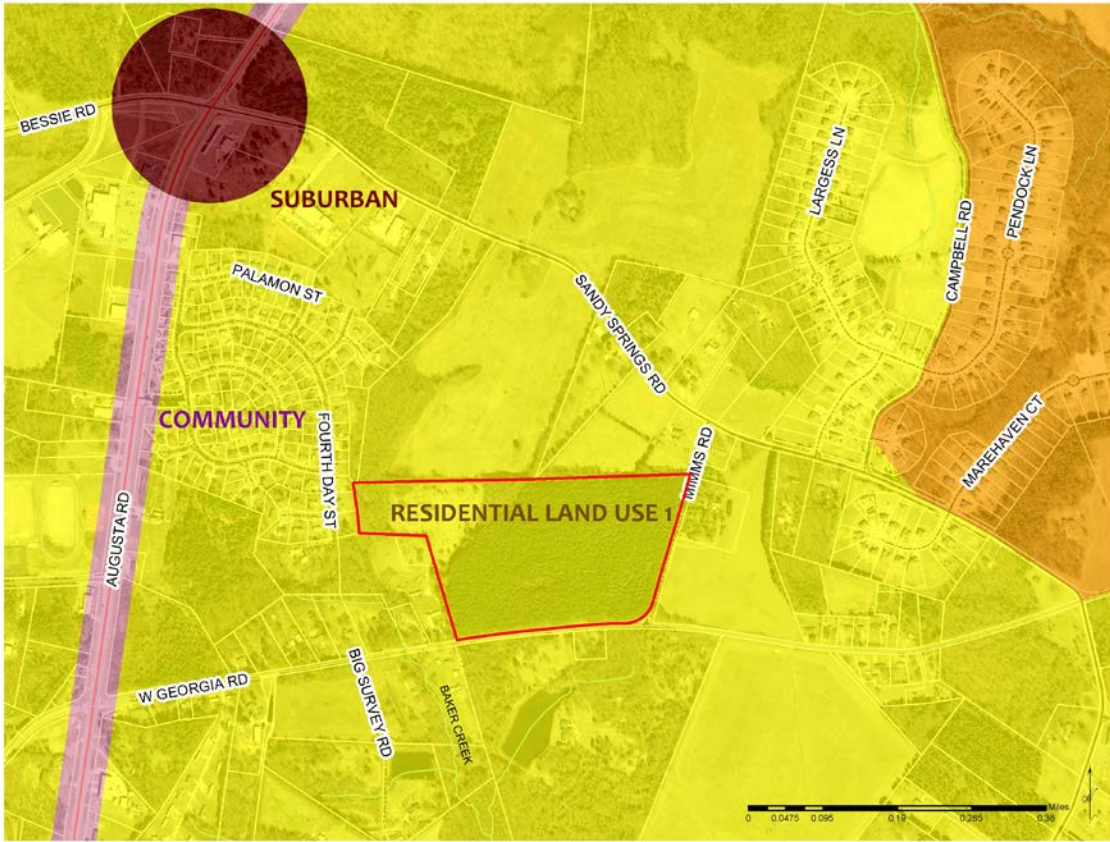 BESSIE RD
SUBURBAN
LARGESS LN
PENDOCK LN
CAMPBELL RD
PALAMON ST
SANDY SPRINGS RD
COMMUNITY
FOURTH DAY ST
MIMMS RD
MAREHAVEN CT
RESIDENTIAL LAND USE 1
AUGUSTA RD
W GEORGIA RD
BIG SURVEY RD
BAKER CREEK
Miles
0 0.0475 0.095 0.19 0.285 0.38